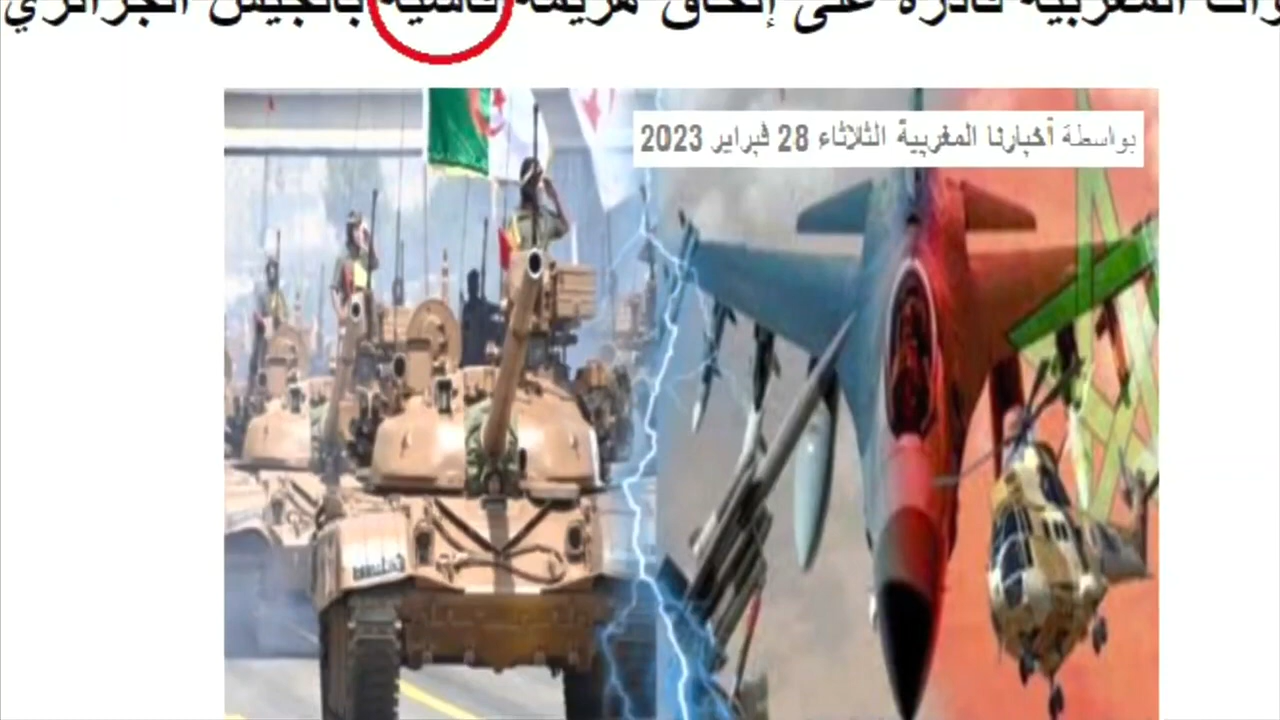 المغربية قادرة على إلحاق هزيمة قاسية بالجيش الجزائري
بواسطة أخبارنا المغربية الثلاثاء 28 فبراير 2023